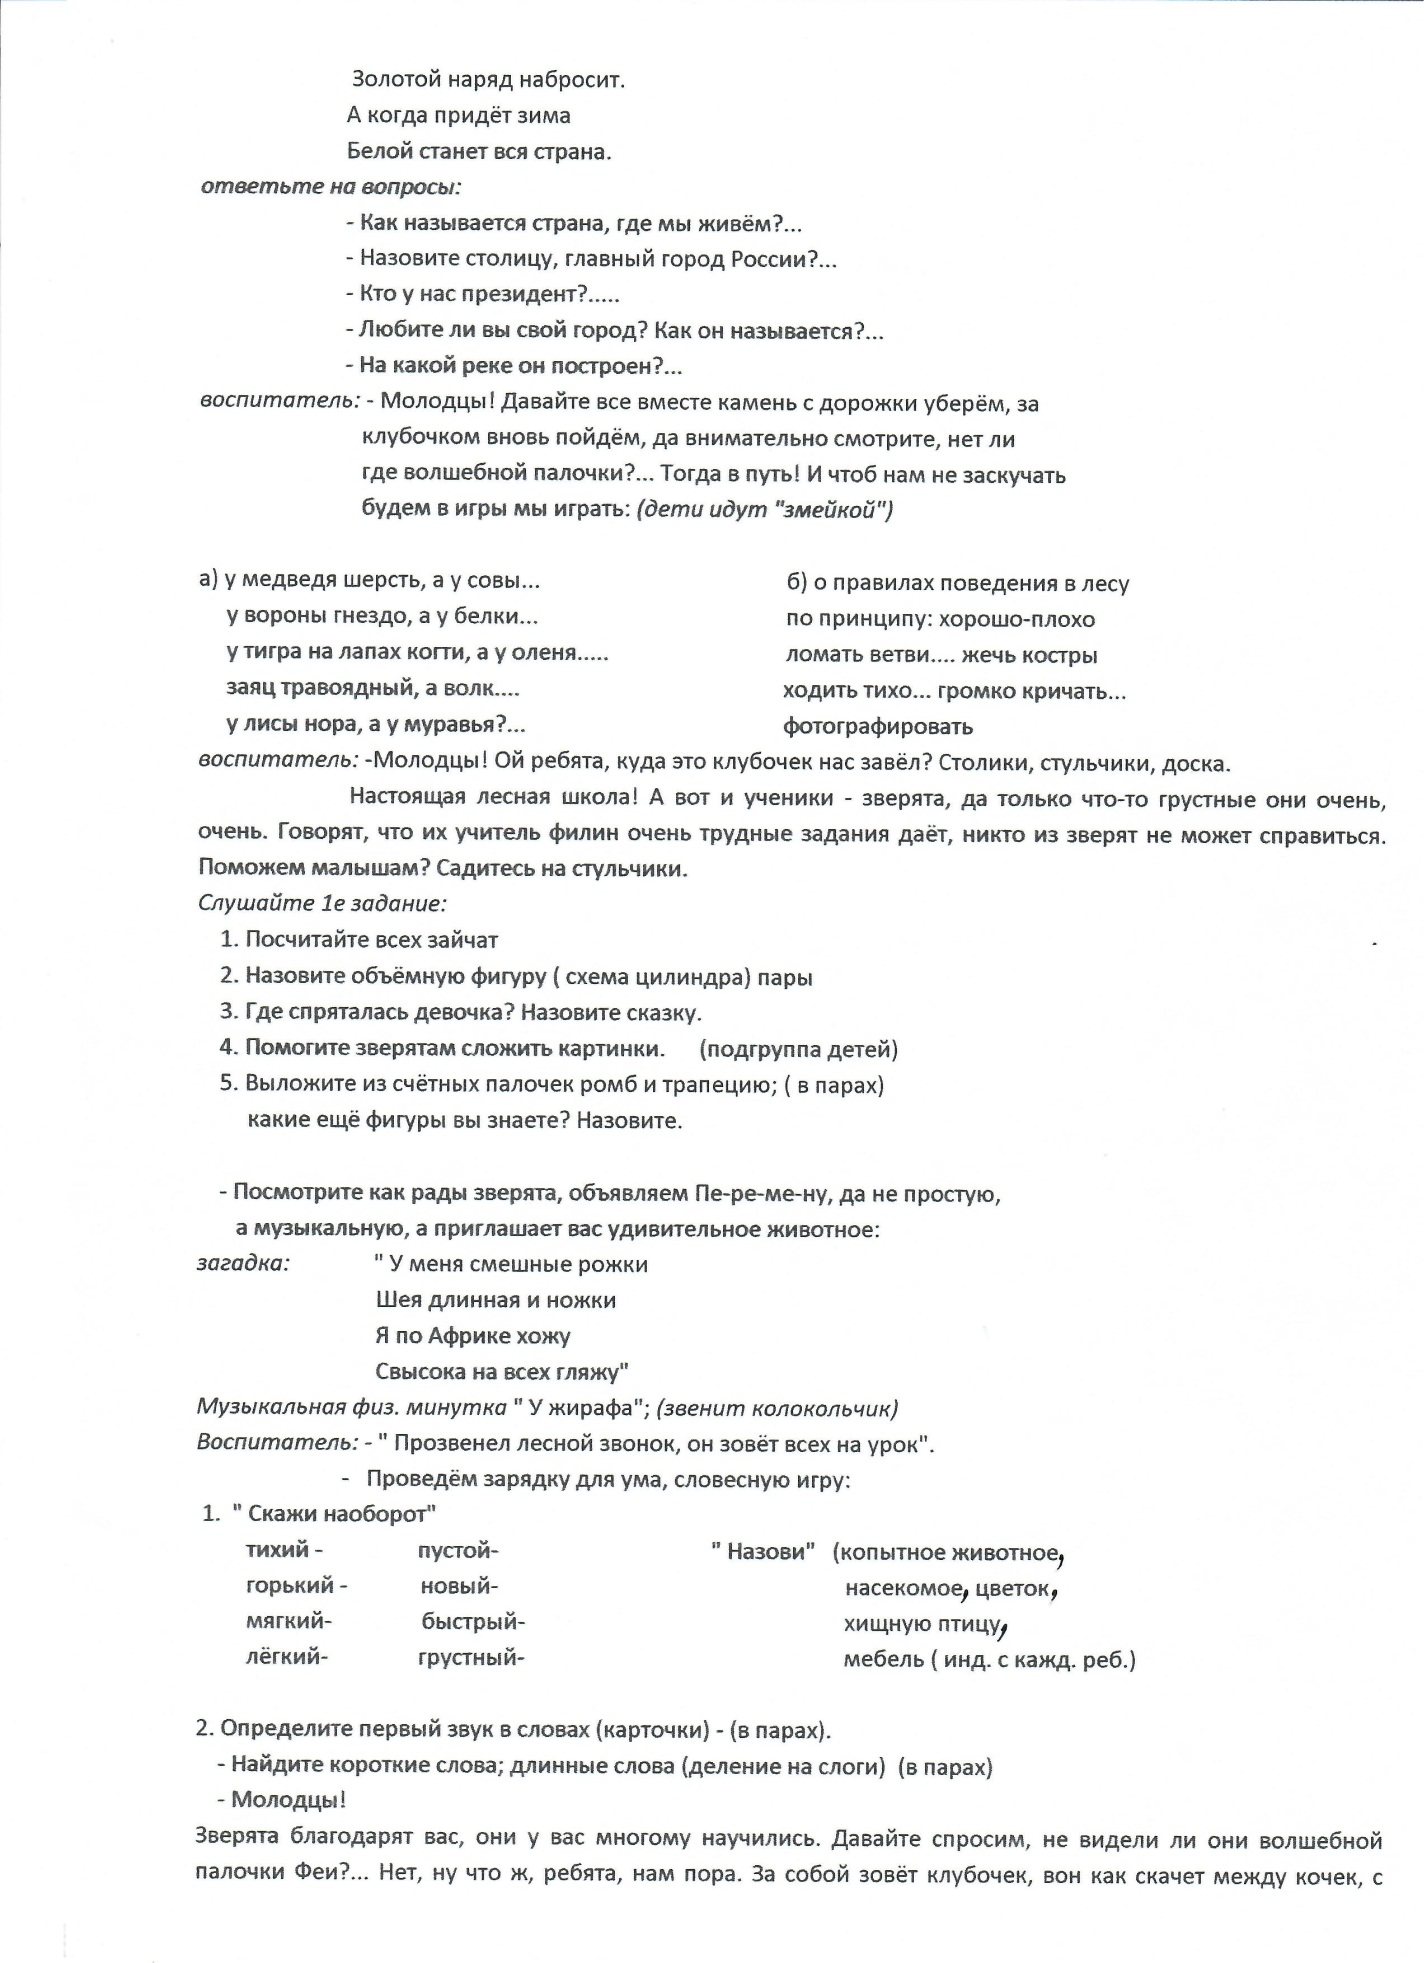 Золотой наряд набросит.
А когда придёт зима
Белой станет вся страна.
ответьте на вопросы:
- Как называется страна, где мы живём?...
- Назовите столицу, главный город России?...
- Кто у нас президент?.....
- Любите ли вы свой город? Как он называется?...
- На какой реке он построен?...
воспитатель: - Молодцы! Давайте все вместе камень с дорожки уберём, за
клубочком вновь пойдём, да внимательно смотрите, нет ли
где волшебной палочки?... Тогда в путь! И чтоб нам не заскучать
будем в игры мы играть: (дети идут "змейкой")
а) у медведя шерсть, а у совы...
у вороны гнездо, а у белки...
у тигра на лапах когти, а у оленя.....
заяц травоядный, а волк....
у лисы нора, а у муравья?...
б) о правилах поведения в лесу
по принципу: хорошо-плохо
ломать ветви.... жечь костры
ходить тихо... громко кричать...
фотографировать
воспитатель: -Молодцы! Ой ребята, куда это клубочек нас завёл? Столики, стульчики, доска.
Настоящая лесная школа! А вот и ученики - зверята, да только что-то грустные они очень,
очень. Говорят, что их учитель филин очень трудные задания даёт, никто из зверят не может справиться.
Поможем малышам? Садитесь на стульчики.
Слушайте 1е задание:
1. Посчитайте всех зайчат
2. Назовите объёмную фигуру ( схема цилиндра) пары
3. Где спряталась девочка? Назовите сказку.
4. Помогите зверятам сложить картинки. (подгруппа детей)
5. Выложите из счётных палочек ромб и трапецию; ( в парах)
какие ещё фигуры вы знаете? Назовите.
- Посмотрите как рады зверята, объявляем Пе-ре-ме-ну, да не простую,
а музыкальную, а приглашает вас удивительное животное:
загадка: " У меня смешные рожки
Шея длинная и ножки
Я по Африке хожу
Свысока на всех гляжу"
Музыкальная физ. минутка " У жирафа"; (звенит колокольчик)
Воспитатель: - " Прозвенел лесной звонок, он зовёт всех на урок".
- Проведём зарядку для ума, словесную игру:
1. " Скажи наоборот"
тихий - пустой- " Назови" (копытное животное,
горький - новый- насекомое, цветок,
мягкий- быстрый- хищную птицу,
лёгкий- грустный- мебель ( инд. с кажд. реб.)
2. Определите первый звук в словах (карточки) - (в парах).
- Найдите короткие слова; длинные слова (деление на слоги) (в парах)
- Молодцы!
Зверята благодарят вас, они у вас многому научились. Давайте спросим, не видели ли они волшебной
палочки Феи?... Нет, ну что ж, ребята, нам пора. За собой зовёт клубочек, вон как скачет между кочек, с